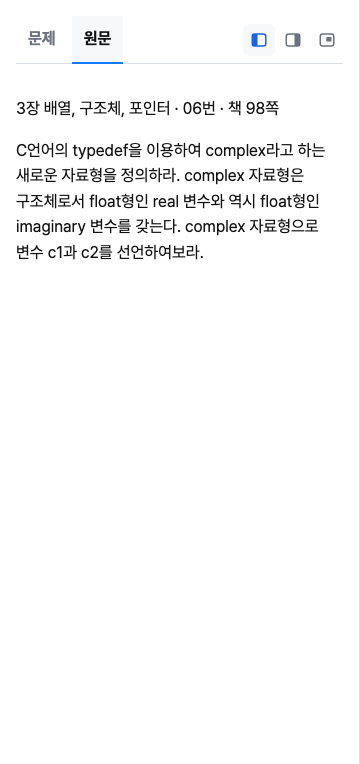 문제 원문
3장 배열, 구조체, 포인터 · 06번 · 책 98쪽
C언어의 typedef을 이용하여 complex라고 하는
새로운 자료형을 정의하라. complex 자료형은
구조체로서 float형인 real 변수와 역시 float형인
imaginary 변수를 갖는다. complex 자료형으로
변수 c1과 c2를 선언하여보라.